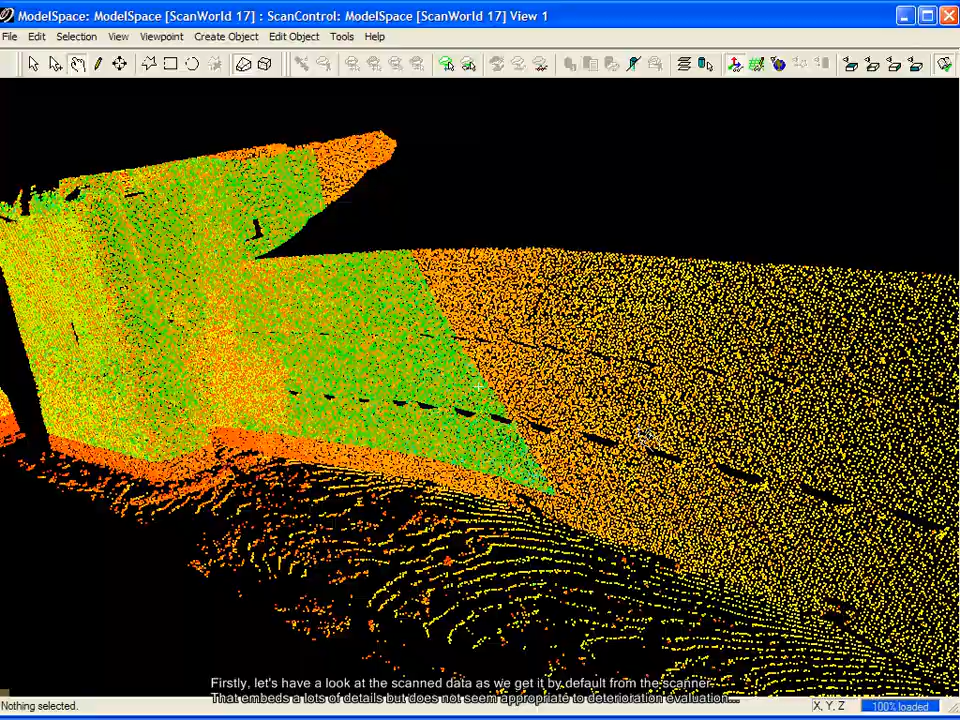 ModelSpace: ModelSpace [ScanWorld 17] : ScanControl: ModelSpace [ScanWorld 17] View 1
File Edit Selection View Viewpoint Create Object Edit Object Tools Help
Firstly, let's have a look at the scanned data as we get it by default from the scanner...
That embeds a lots of details but does not seem appropriate to deterioration evaluation...
Nothing selected. X, Y, Z 100% loaded